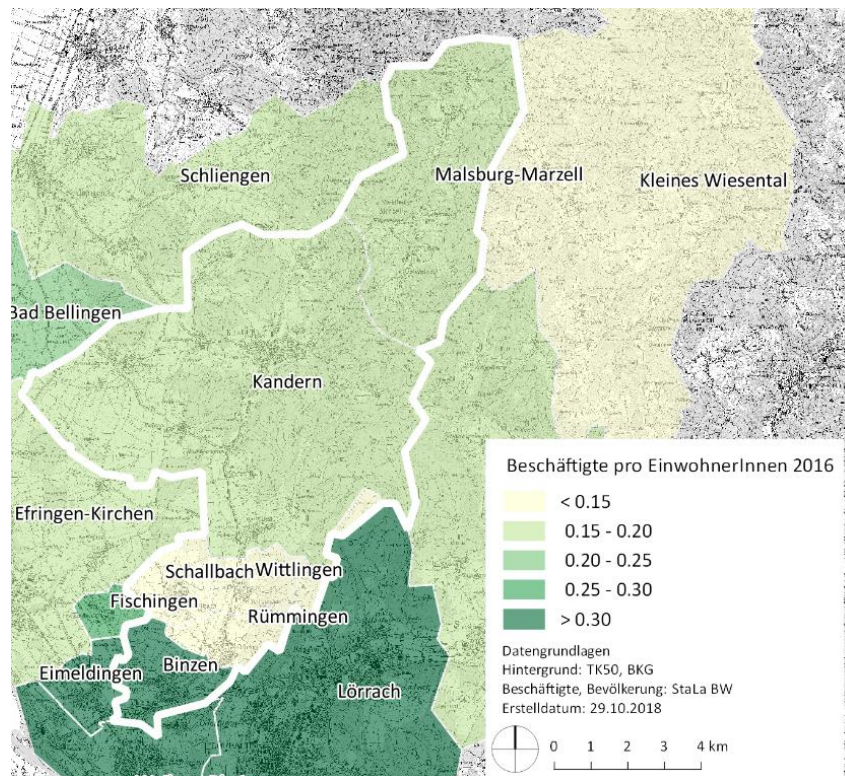 Schliengen
Malsburg-Marzell
Kleines Wiesental
Bad Bellingen
Kandern
Efringen-Kirchen
Schallbach
Wittlingen
Fischingen
Rümmingen
Eimeldingen
Binzen
Lörrach
Beschäftigte pro EinwohnerInnen 2016
< 0.15
0.15 - 0.20
0.20 - 0.25
0.25 - 0.30
> 0.30
Datengrundlagen
Hintergrund: TK50, BKG
Beschäftigte, Bevölkerung: StaLa BW
Erstelldatum: 29.10.2018
0 1 2 3 4 km